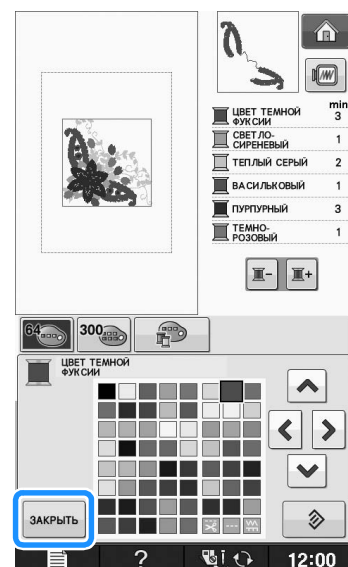 min
ЦВЕТ ТЕМНОЙ
ФУКСИИ
3
СВЕТЛО-
СИРЕНЕВЫЙ
1
ТЕПЛЫЙ СЕРЫЙ
2
ВАСИЛЬКОВЫЙ
1
ПУРПУРНЫЙ
3
ТЕМНО-
РОЗОВЫЙ
1
64
300
ЦВЕТ ТЕМНОЙ
ФУКСИИ
ЗАКРЫТЬ
?
12:00